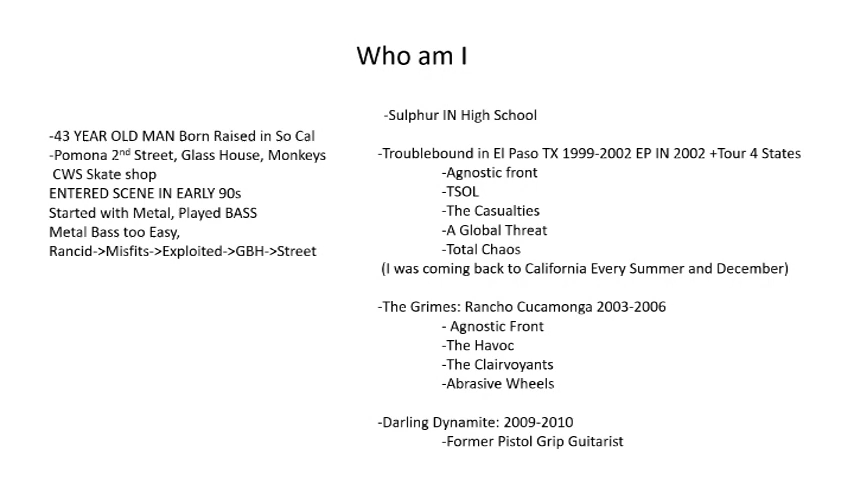 Who am I
-43 YEAR OLD MAN Born Raised in So Cal
-Pomona 2nd Street, Glass House, Monkeys
CWS Skate shop
ENTERED SCENE IN EARLY 90s
Started with Metal, Played BASS
Metal Bass too Easy,
Rancid->Misfits->Exploited->GBH->Street
-Sulphur IN High School
-Troublebound in El Paso TX 1999-2002 EP IN 2002 +Tour 4 States
-Agnostic front
-TSOL
-The Casualties
-A Global Threat
-Total Chaos
(I was coming back to California Every Summer and December)
-The Grimes: Rancho Cucamonga 2003-2006
- Agnostic Front
-The Havoc
-The Clairvoyants
-Abrasive Wheels
-Darling Dynamite: 2009-2010
-Former Pistol Grip Guitarist